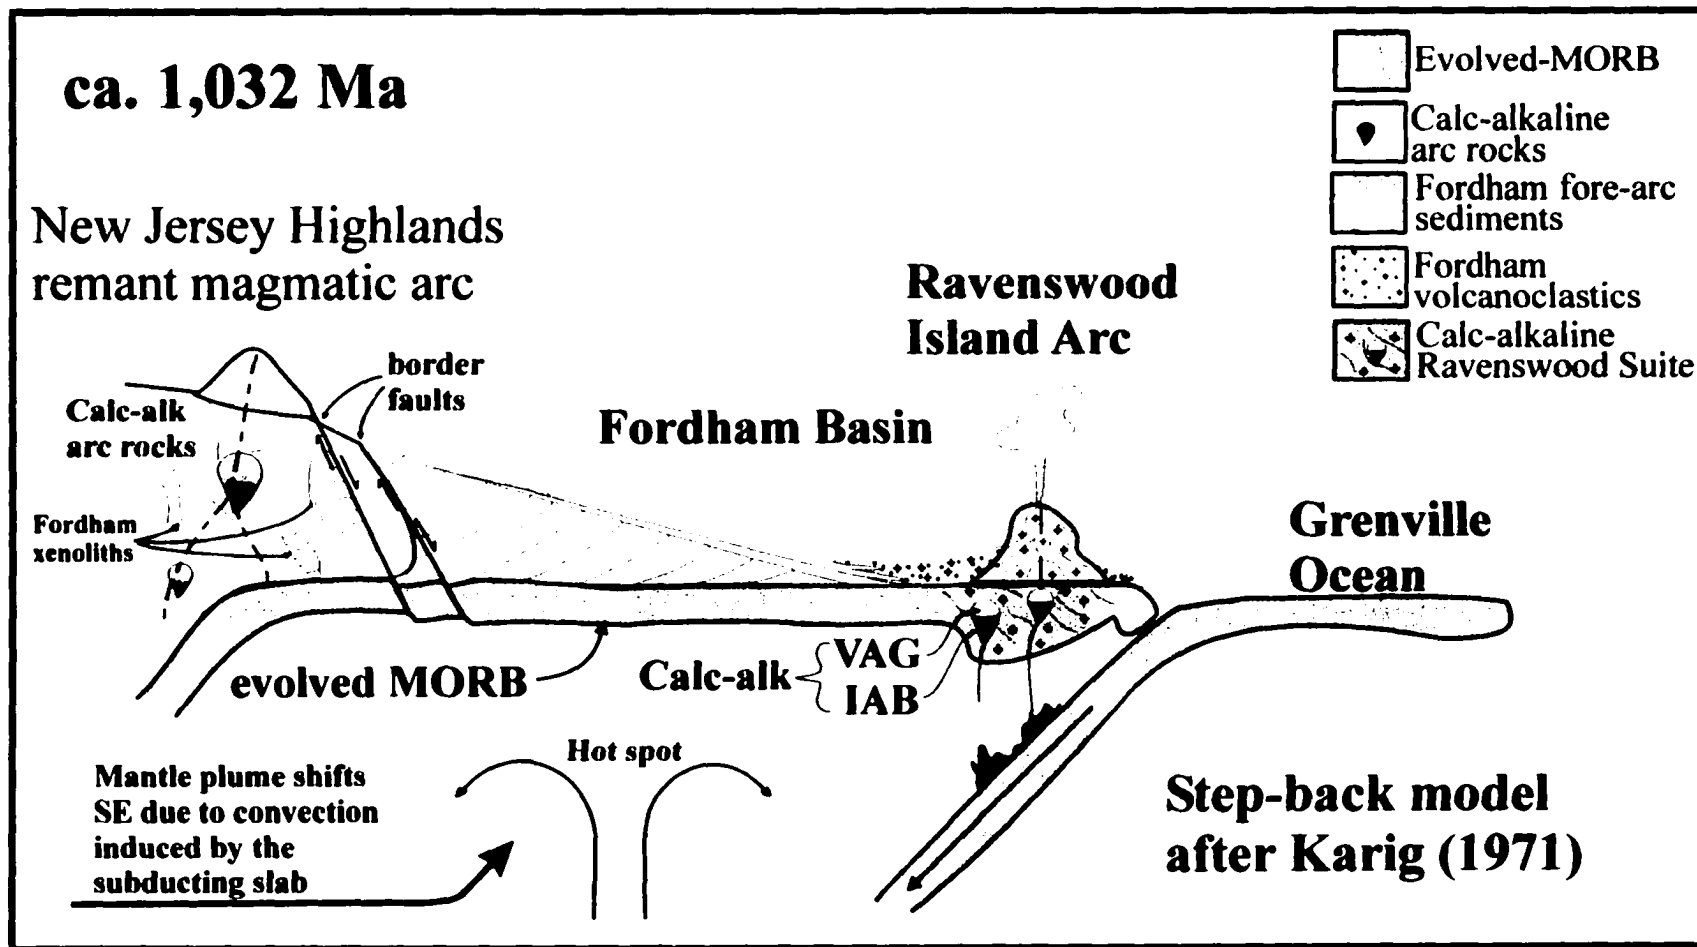 ca. 1,032 Ma
New Jersey Highlands
remant magmatic arc
Evolved-MORB
Calc-alkaline
arc rocks
Fordham fore-arc
sediments
Fordham
volcanoclastics
Calc-alkaline
Ravenswood Suite
Ravenswood
Island Arc
border
faults
Calc-alk
arc rocks
Fordham Basin
Fordham
xenoliths
Grenville
Ocean
evolved MORB
Calc-alk
VAG
IAB
Hot spot
Mantle plume shifts
SE due to convection
induced by the
subducting slab
Step-back model
after Karig (1971)